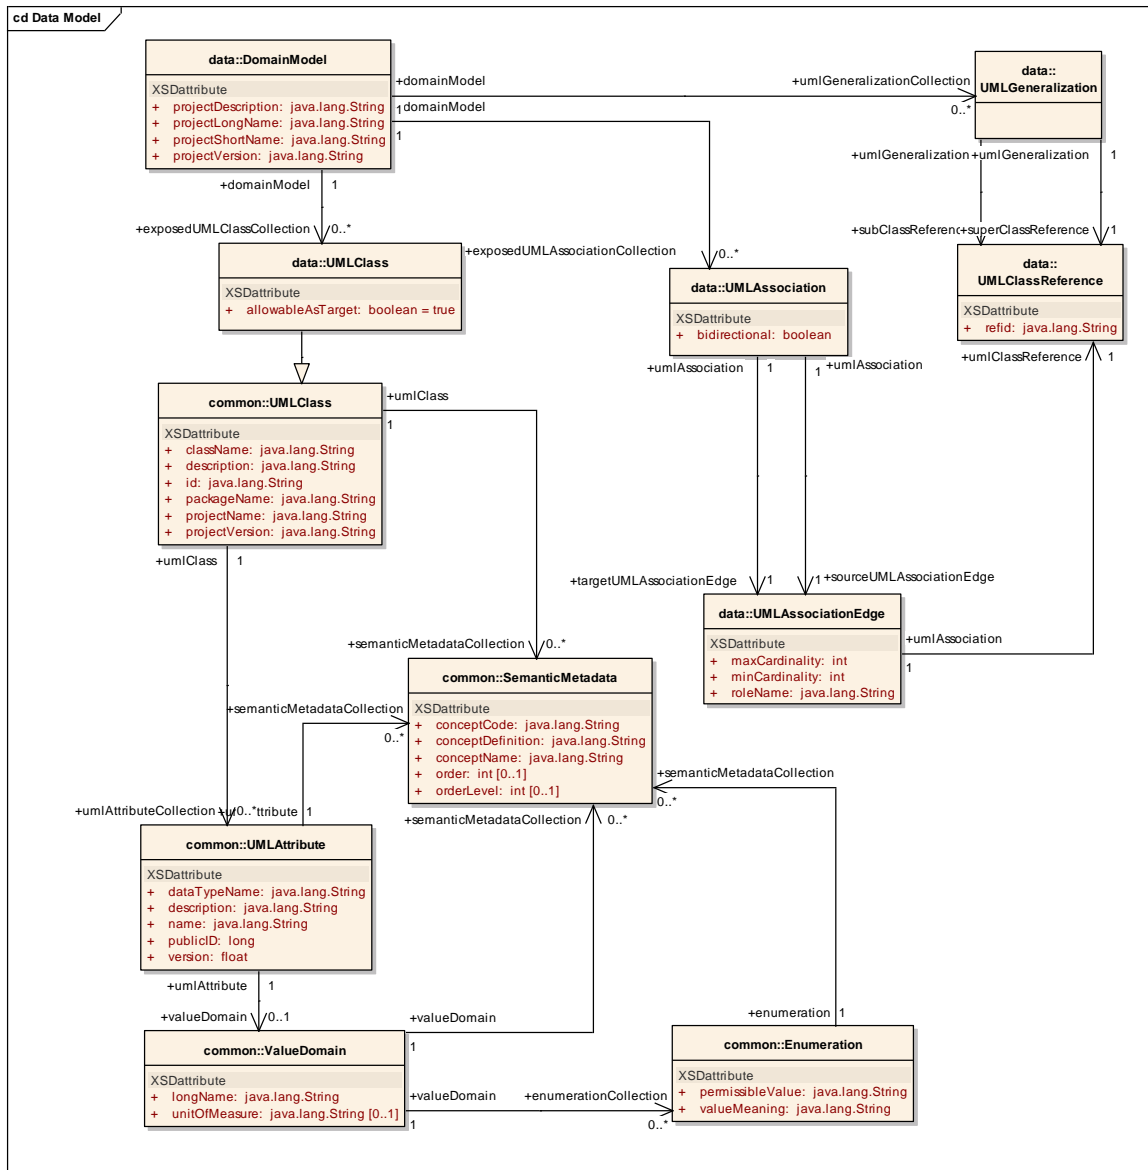 cd Data Model
data::DomainModel
XSDattribute
+ projectDescription: java.lang.String
+ projectLongName: java.lang.String
+ projectShortName: java.lang.String
+ projectVersion: java.lang.String
+domainModel
1
+umlGeneralizationCollection
0..*
data::
UMLGeneralization
domainModel
1
+domainModel
1
+exposedUMLClassCollection
0..*
+umlGeneralization
+umlGeneralization
1
+subClassReferenc
+superClassReference
1
data::UMLClass
XSDattribute
+ allowableAsTarget: boolean = true
+exposedUMLAssociationCollection
0..*
data::UMLAssociation
XSDattribute
+ bidirectional: boolean
data::
UMLClassReference
XSDattribute
+ refid: java.lang.String
+umlClassReference
1
+umlAssociation
1
1
+umlAssociation
common::UMLClass
XSDattribute
+ className: java.lang.String
+ description: java.lang.String
+ id: java.lang.String
+ packageName: java.lang.String
+ projectName: java.lang.String
+ projectVersion: java.lang.String
+umlClass
1
+umlClass
1
+targetUMLAssociationEdge
1
1
+sourceUMLAssociationEdge
data::UMLAssociationEdge
XSDattribute
+ maxCardinality: int
+ minCardinality: int
+ roleName: java.lang.String
+umlAssociation
1
+semanticMetadataCollection
0..*
common::SemanticMetadata
XSDattribute
+ conceptCode: java.lang.String
+ conceptDefinition: java.lang.String
+ conceptName: java.lang.String
+ order: int [0..1]
+ orderLevel: int [0..1]
+semanticMetadataCollection
0..*
+semanticMetadataCollection
0..*
+semanticMetadataCollection
0..*
+umlAttributeCollection
0..*
ttribute
1
common::UMLAttribute
XSDattribute
+ dataTypeName: java.lang.String
+ description: java.lang.String
+ name: java.lang.String
+ publicID: long
+ version: float
+umlAttribute
1
+valueDomain
0..1
common::ValueDomain
XSDattribute
+ longName: java.lang.String
+ unitOfMeasure: java.lang.String [0..1]
+valueDomain
1
+valueDomain
1
+enumerationCollection
0..*
+enumeration
1
common::Enumeration
XSDattribute
+ permissibleValue: java.lang.String
+ valueMeaning: java.lang.String